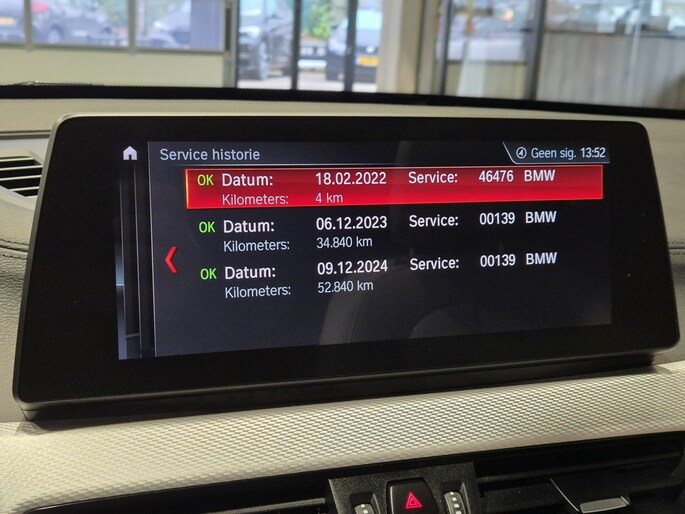 Service historie
Geen sig. 13:52
OK Datum: 18.02.2022 Service: 46476 BMW
Kilometers: 4 km
OK Datum: 06.12.2023 Service: 00139 BMW
Kilometers: 34.840 km
OK Datum: 09.12.2024 Service: 00139 BMW
Kilometers: 52.840 km